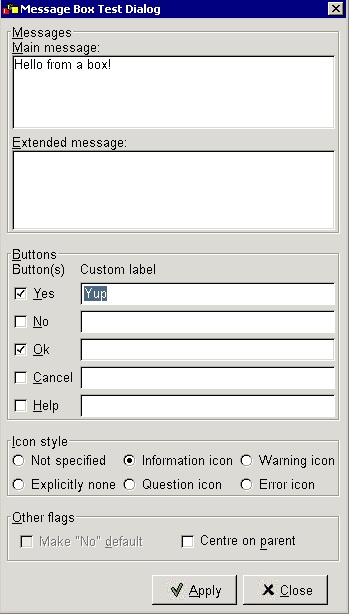 Message Box Test Dialog
Messages
Main message:
Hello from a box!
Extended message:
Buttons
Button(s) Custom label
Yes Yup
No
Ok
Cancel
Help
Icon style
Not specified Information icon Warning icon
Explicitly none Question icon Error icon
Other flags
Make "No" default Centre on parent
Apply Close